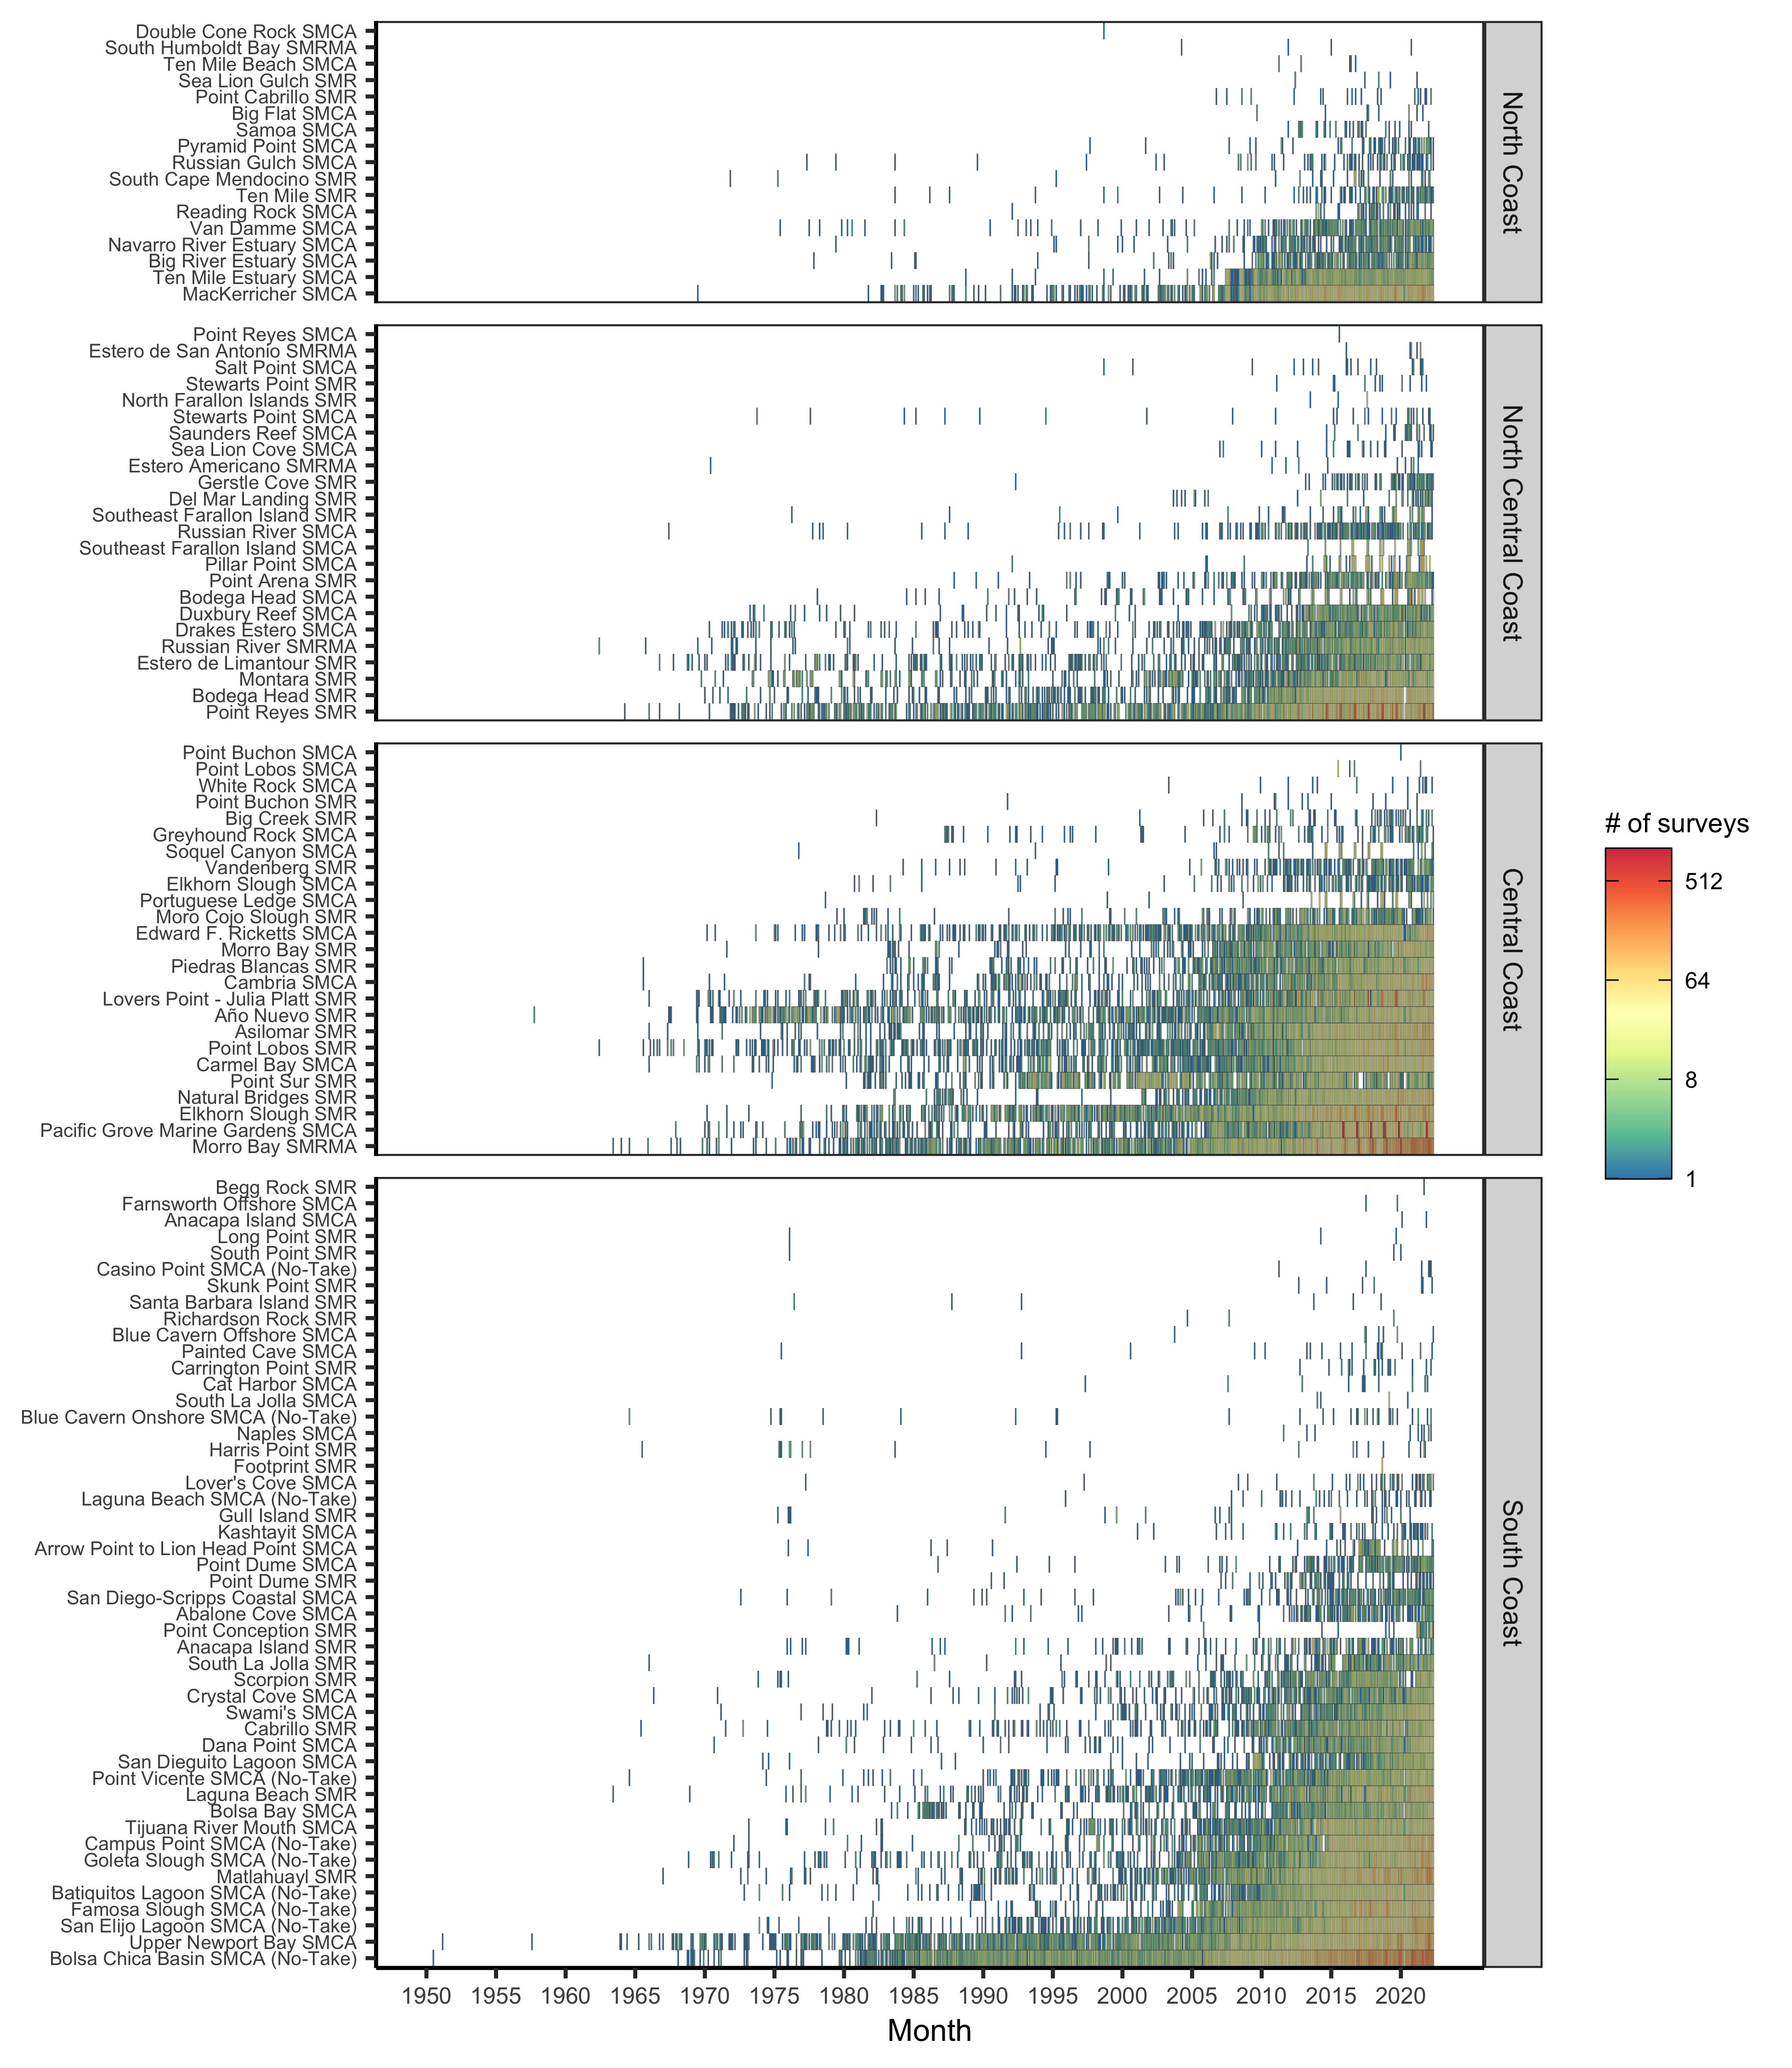 Double Cone Rock SMCA
South Humboldt Bay SMRMA
Ten Mile Beach SMCA
Sea Lion Gulch SMR
Point Cabrillo SMR
Big Flat SMCA
Samoa SMCA
Pyramid Point SMCA
Russian Gulch SMCA
South Cape Mendocino SMR
Ten Mile SMR
Reading Rock SMCA
Van Damme SMCA
Navarro River Estuary SMCA
Big River Estuary SMCA
Ten Mile Estuary SMCA
MacKerricher SMCA
North Coast
Point Reyes SMCA
Estero de San Antonio SMRMA
Salt Point SMCA
Stewarts Point SMR
North Farallon Islands SMR
Stewarts Point SMCA
Saunders Reef SMCA
Sea Lion Cove SMCA
Estero Americano SMRMA
Gerstle Cove SMR
Del Mar Landing SMR
Southeast Farallon Island SMR
Russian River SMCA
Southeast Farallon Island SMCA
Pillar Point SMCA
Point Arena SMR
Bodega Head SMCA
Duxbury Reef SMCA
Drakes Estero SMCA
Russian River SMRMA
Estero de Limantour SMR
Montara SMR
Bodega Head SMR
Point Reyes SMR
North Central Coast
Point Buchon SMCA
Point Lobos SMCA
White Rock SMCA
Point Buchon SMR
Big Creek SMR
Greyhound Rock SMCA
Soquel Canyon SMCA
Vandenberg SMR
Elkhorn Slough SMCA
Portuguese Ledge SMCA
Moro Cojo Slough SMR
Edward F. Ricketts SMCA
Morro Bay SMR
Piedras Blancas SMR
Cambria SMCA
Lovers Point - Julia Platt SMR
Año Nuevo SMR
Asilomar SMR
Point Lobos SMR
Carmel Bay SMCA
Point Sur SMR
Natural Bridges SMR
Elkhorn Slough SMR
Pacific Grove Marine Gardens SMCA
Morro Bay SMRMA
Central Coast
Begg Rock SMR
Farnsworth Offshore SMCA
Anacapa Island SMCA
Long Point SMR
South Point SMR
Casino Point SMCA (No-Take)
Skunk Point SMR
Santa Barbara Island SMR
Richardson Rock SMR
Blue Cavern Offshore SMCA
Painted Cave SMCA
Carrington Point SMR
Cat Harbor SMCA
South La Jolla SMCA
Blue Cavern Onshore SMCA (No-Take)
Naples SMCA
Harris Point SMR
Footprint SMR
Lover's Cove SMCA
Laguna Beach SMCA (No-Take)
Gull Island SMR
Kashtayit SMCA
Arrow Point to Lion Head Point SMCA
Point Dume SMCA
Point Dume SMR
San Diego-Scripps Coastal SMCA
Abalone Cove SMCA
Point Conception SMR
Anacapa Island SMR
South La Jolla SMR
Scorpion SMR
Crystal Cove SMCA
Swami's SMCA
Cabrillo SMR
Dana Point SMCA
San Dieguito Lagoon SMCA
Point Vicente SMCA (No-Take)
Laguna Beach SMR
Bolsa Bay SMCA
Tijuana River Mouth SMCA
Campus Point SMCA (No-Take)
Goleta Slough SMCA (No-Take)
Matlahuayl SMR
Batiquitos Lagoon SMCA (No-Take)
Famosa Slough SMCA (No-Take)
San Elijo Lagoon SMCA (No-Take)
Upper Newport Bay SMCA
Bolsa Chica Basin SMCA (No-Take)
South Coast
1950 1955 1960 1965 1970 1975 1980 1985 1990 1995 2000 2005 2010 2015 2020
Month
# of surveys
512
64
8
1